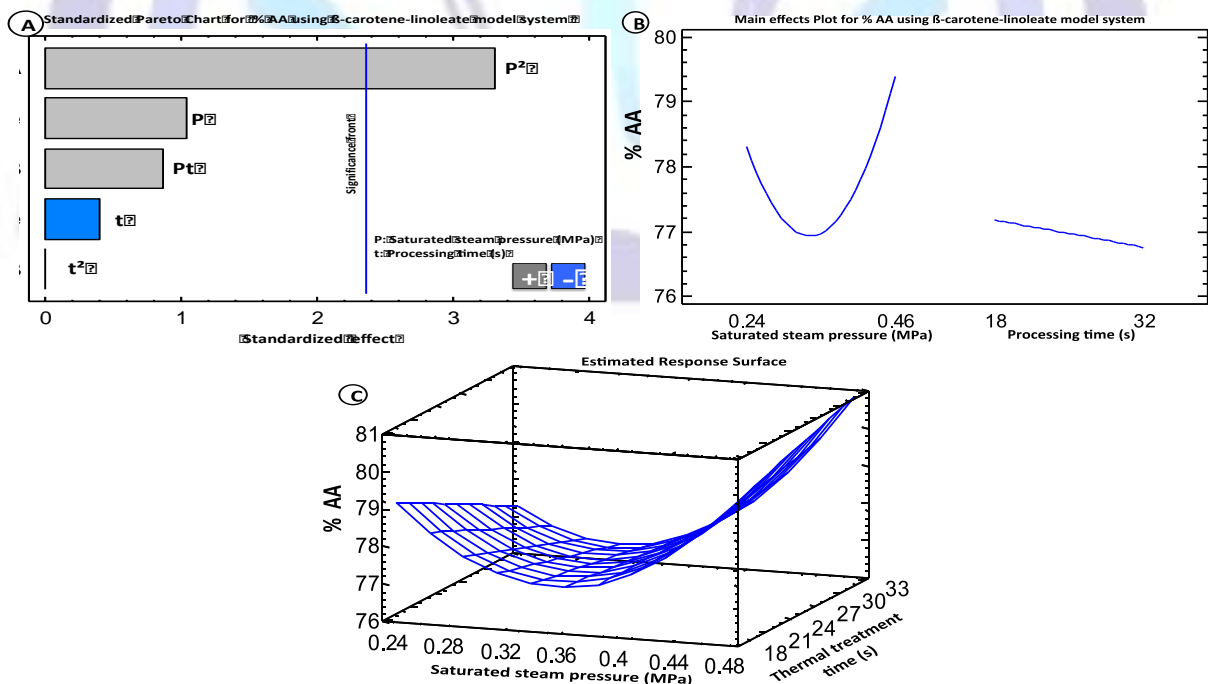 A
Standardized Pareto Chart for % AA using ß-carotene-linoleate model system
P²
P
Pt
t
t²
Significance front
P: Saturated steam pressure (MPa)
t: Processing time (s)
+ -
0 1 2 3 4
Standardized effect
B
Main effects Plot for % AA using ß-carotene-linoleate model system
% AA
80
79
78
77
76
0.24 0.46 18 32
Saturated steam pressure (MPa) Processing time (s)
C
Estimated Response Surface
% AA
81
80
79
78
77
76
0.24 0.28 0.32 0.36 0.4 0.44 0.48
Saturated steam pressure (MPa)
18 21 24 27 30 33
Thermal treatment
time (s)